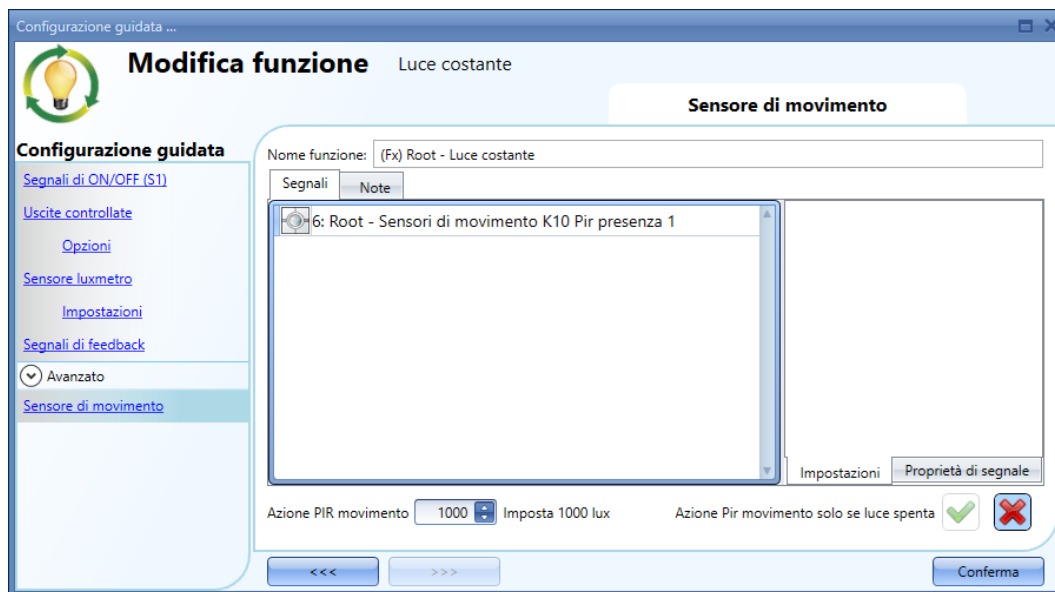 Configurazione guidata ...
Modifica funzione Luce costante
Sensore di movimento
Configurazione guidata
Segnali di ON/OFF (S1)
Uscite controllate
Opzioni
Sensore luxmetro
Impostazioni
Segnali di feedback
Avanzato
Sensore di movimento
Nome funzione: (Fx) Root - Luce costante
Segnali Note
6: Root - Sensori di movimento K10 Pir presenza 1
Impostazioni Proprietà di segnale
Azione PIR movimento 1000 Imposta 1000 lux Azione Pir movimento solo se luce spenta
<<< >>> Conferma